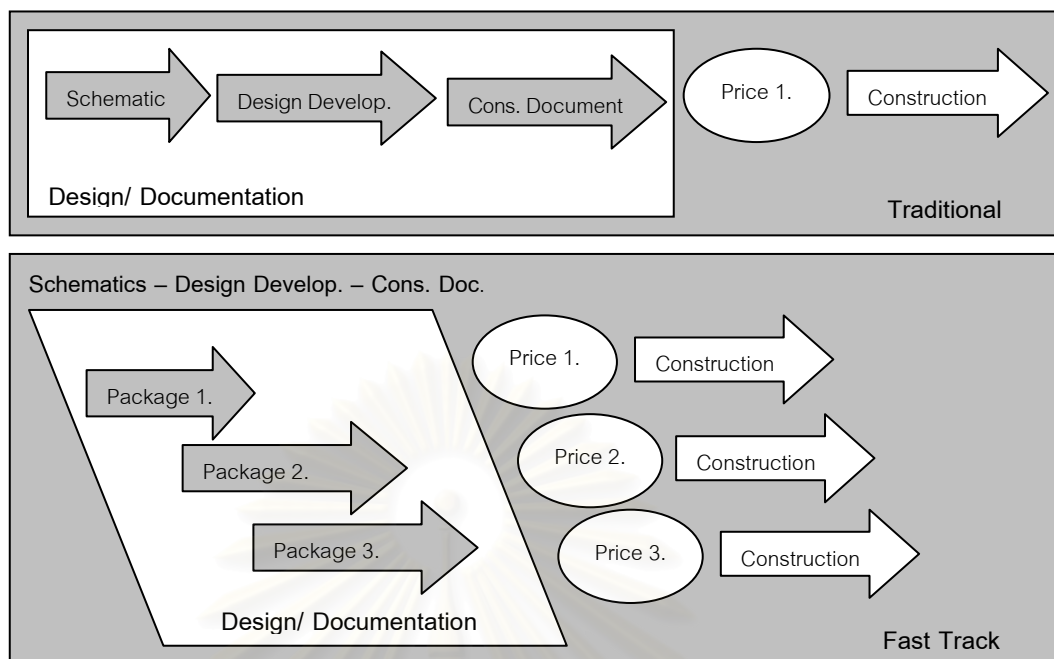 Schematic
Design Develop.
Cons. Document
Price 1.
Construction
Design/ Documentation
Traditional
Schematics – Design Develop. – Cons. Doc.
Package 1.
Price 1.
Construction
Package 2.
Price 2.
Construction
Package 3.
Price 3.
Construction
Design/ Documentation
Fast Track